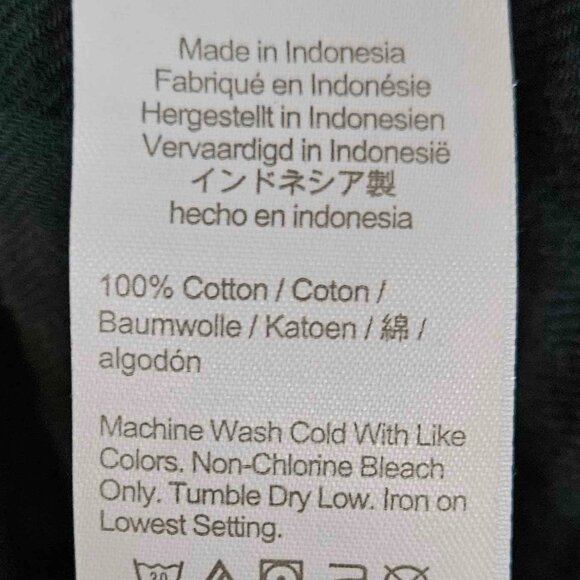 Made in Indonesia
Fabriqué en Indonésie
Hergestellt in Indonesien
Vervaardigd in Indonesië
インドネシア製
hecho en indonesia
100% Cotton / Coton /
Baumwolle / Katoen / 綿 /
algodón
Machine Wash Cold With Like
Colors. Non-Chlorine Bleach
Only. Tumble Dry Low. Iron on
Lowest Setting.